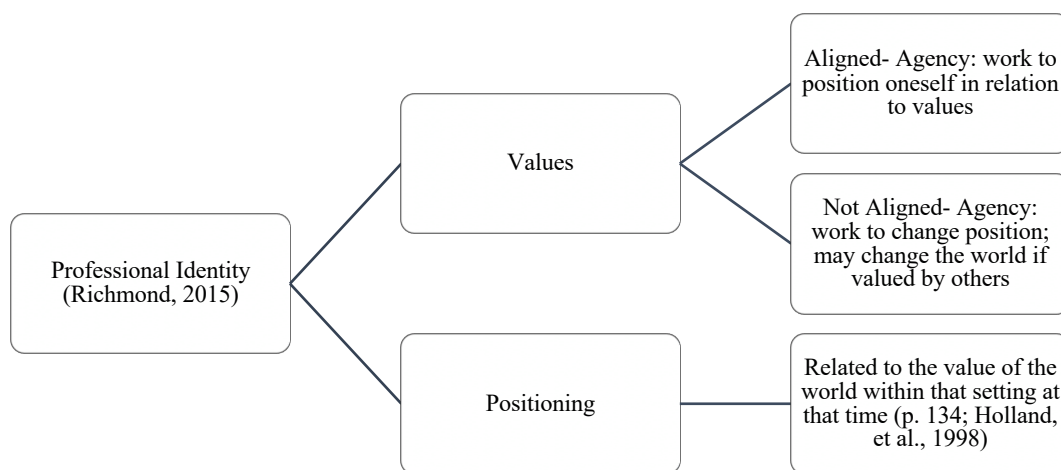 Professional Identity
(Richmond, 2015)
Values
Aligned- Agency: work to
position oneself in relation
to values
Not Aligned- Agency:
work to change position;
may change the world if
valued by others
Positioning
Related to the value of the
world within that setting at
that time (p. 134; Holland,
et al., 1998)